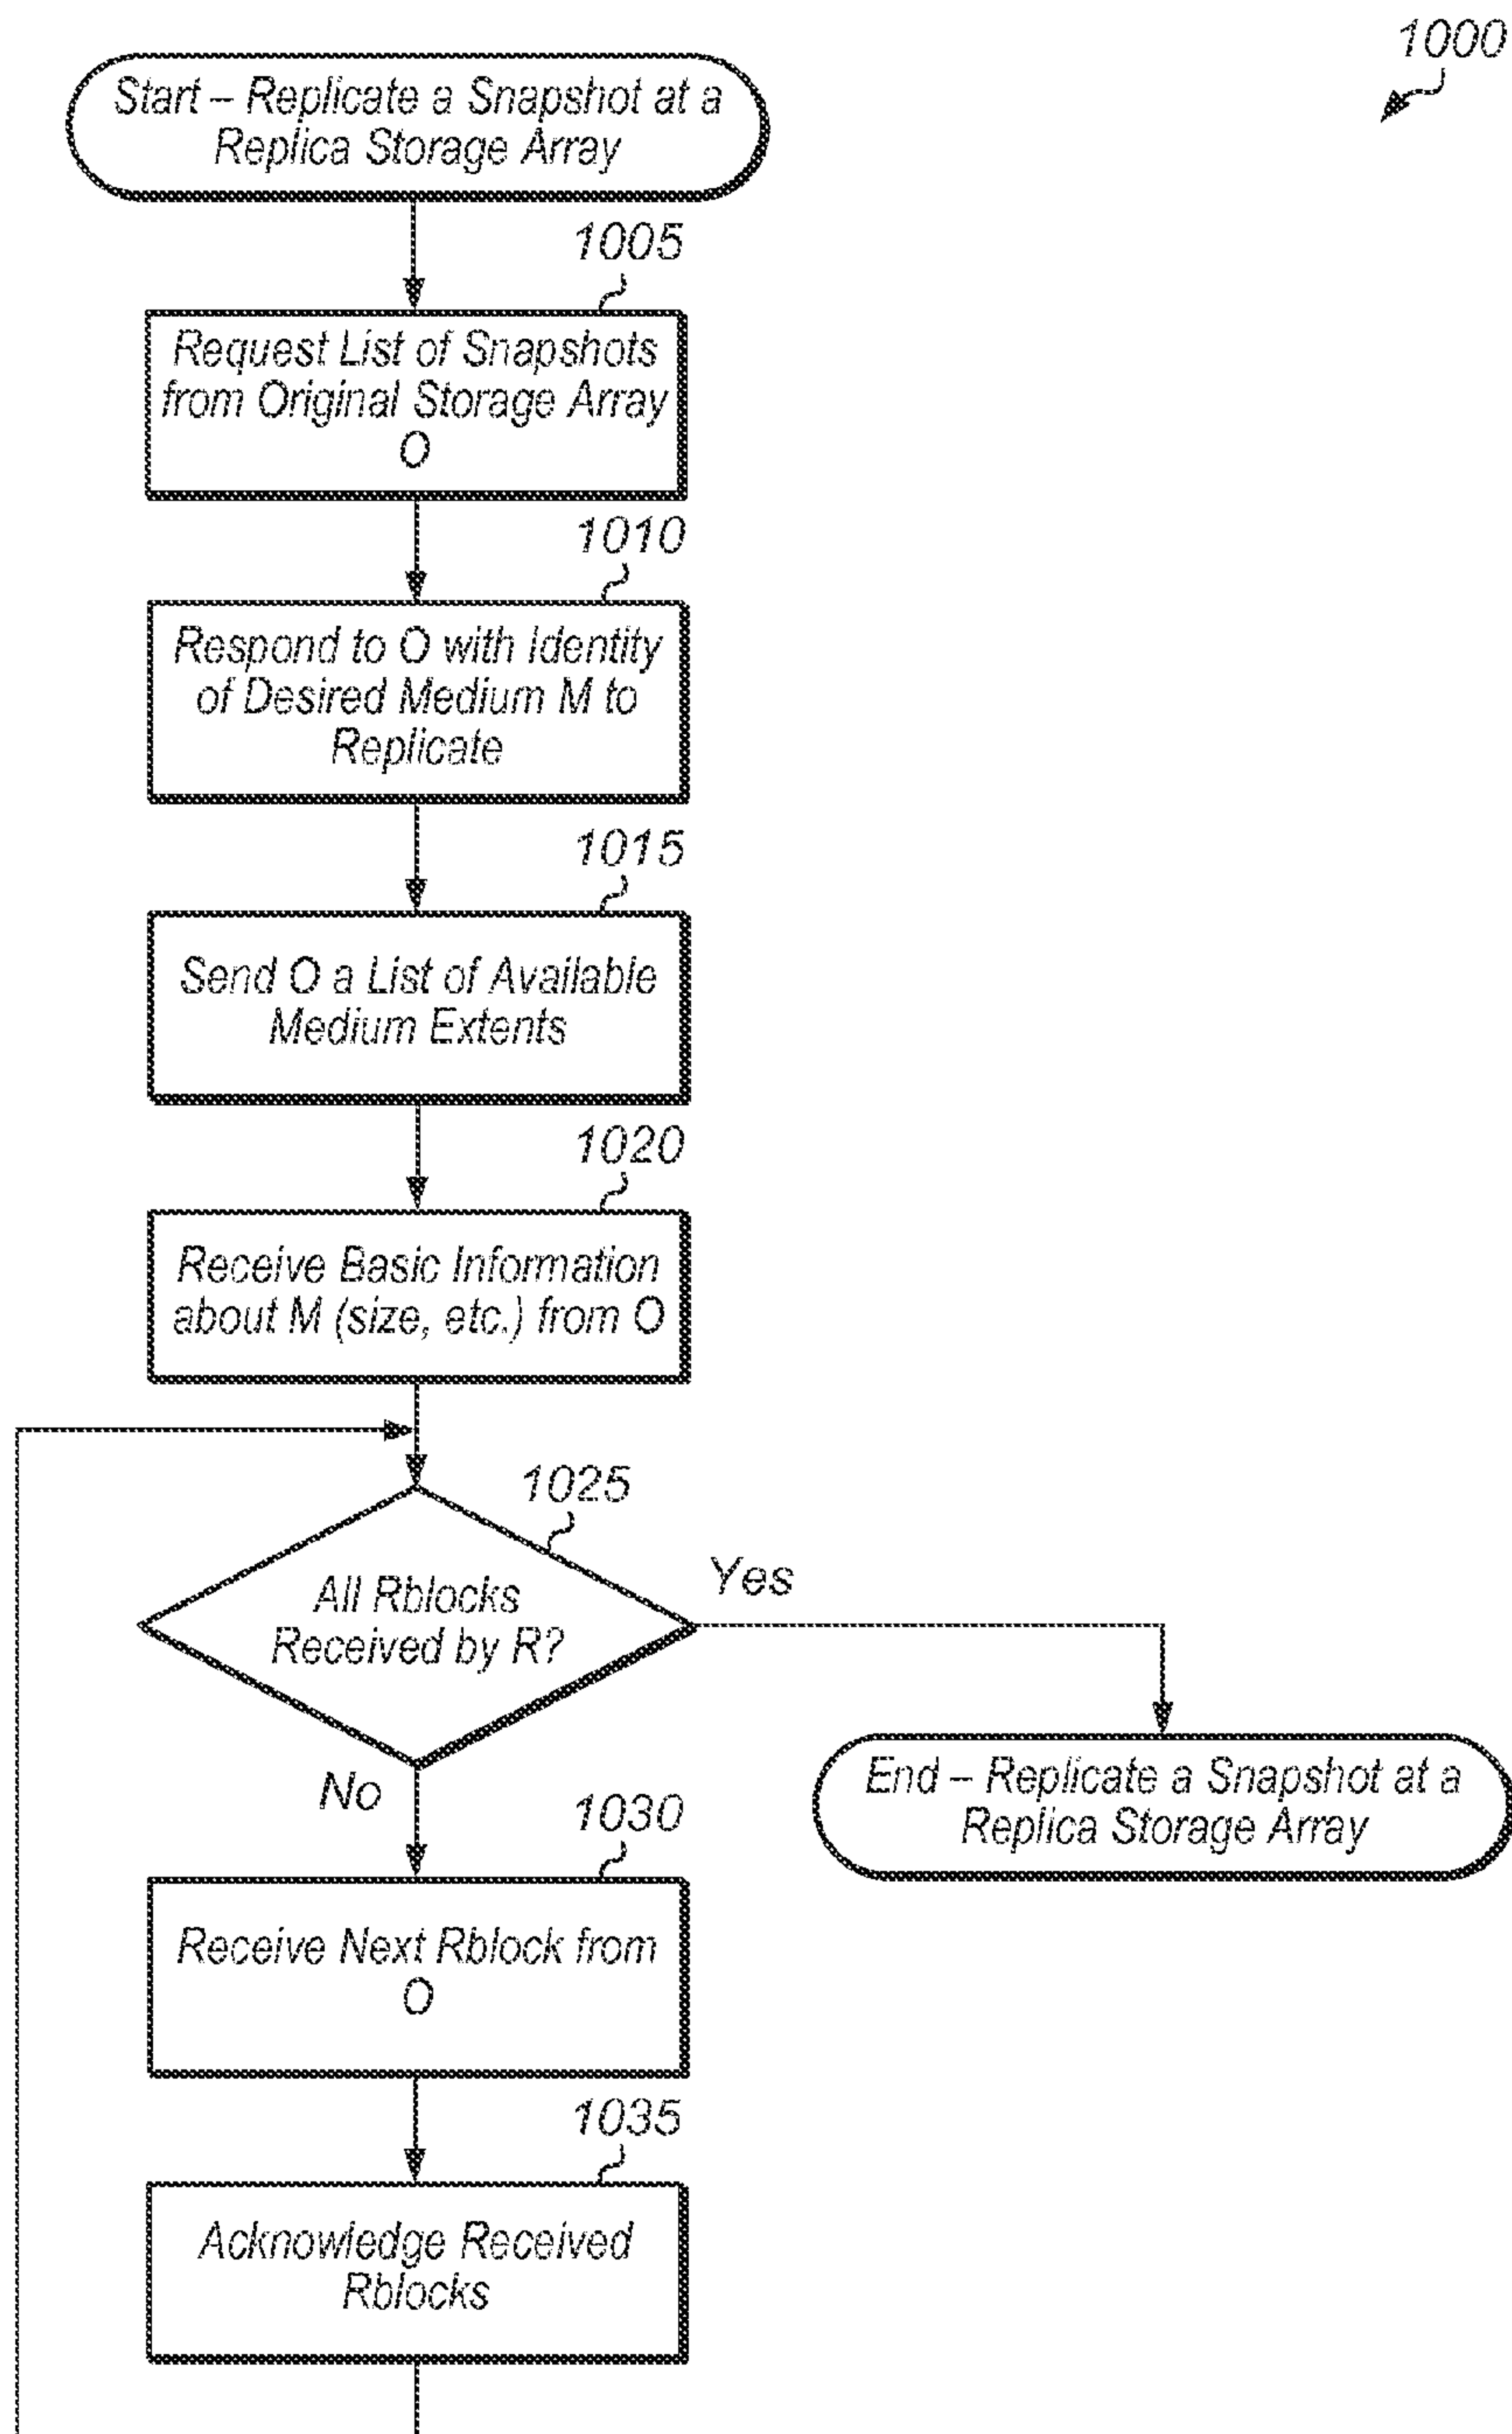 1000
Start – Replicate a Snapshot at a
Replica Storage Array
1005
Request List of Snapshots
from Original Storage Array
O
1010
Respond to O with Identity
of Desired Medium M to
Replicate
1015
Send O a List of Available
Medium Extents
1020
Receive Basic Information
about M (size, etc.) from O
1025
All Rblocks
Received by R?
Yes
No
End – Replicate a Snapshot at a
Replica Storage Array
1030
Receive Next Rblock from
O
1035
Acknowledge Received
Rblocks